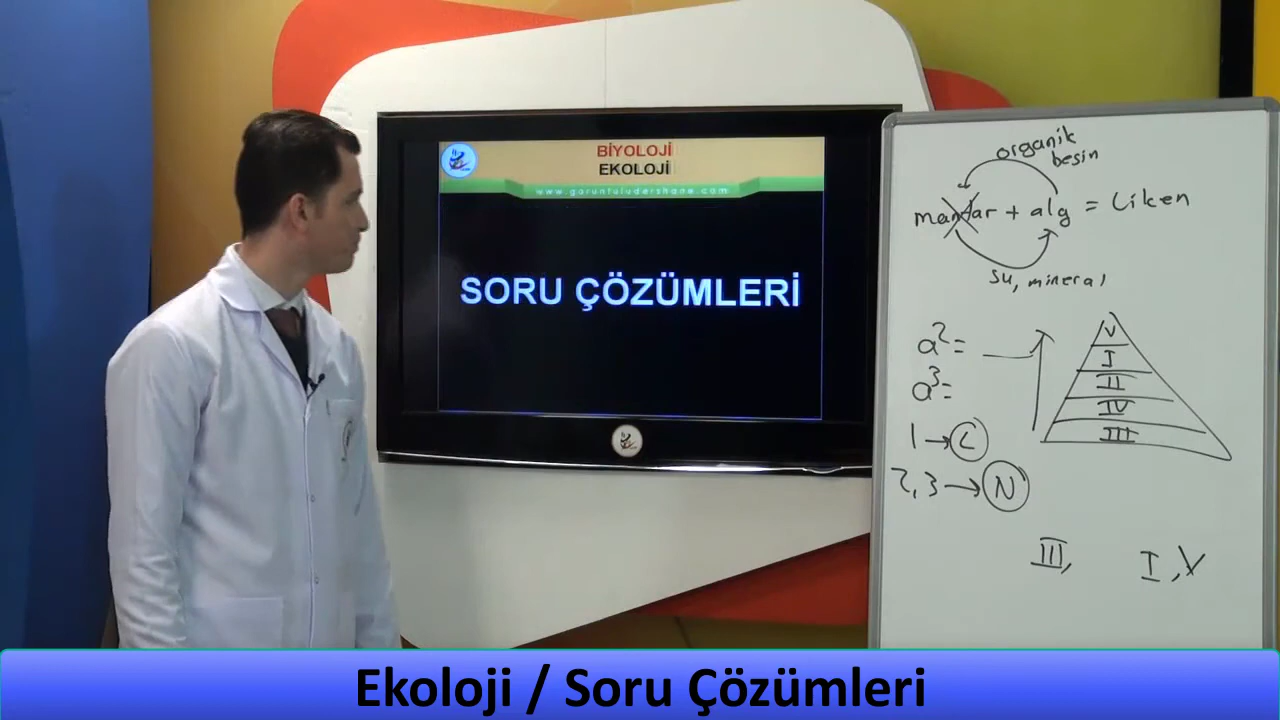 BİYOLOJİ
EKOLOJİ
www.goruntuludershane.com
SORU ÇÖZÜMLERİ
organik
besin
mantar + alg = Liken
su, mineral
a²=
a³=
1→C
2,3→N
V
I
II
IV
III
III,
I, V
Ekoloji / Soru Çözümleri